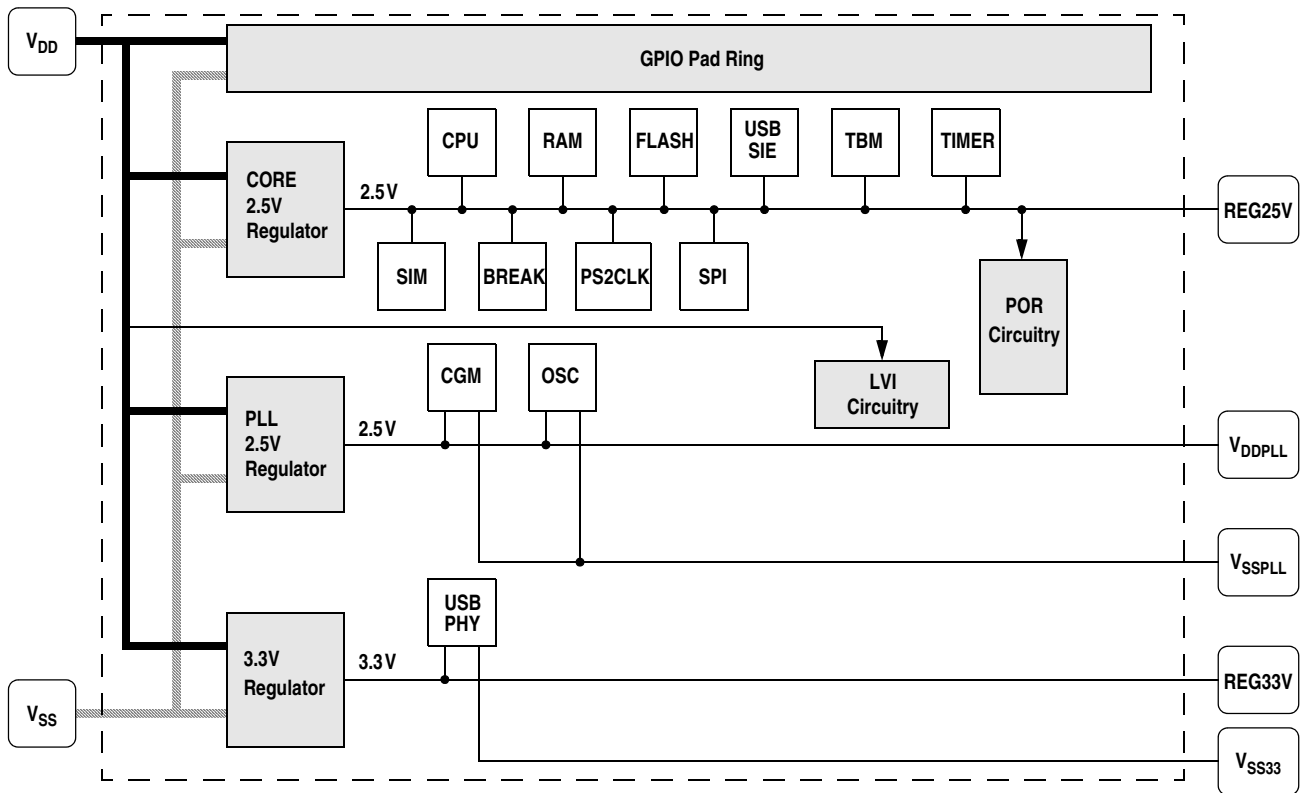 VDD
GPIO Pad Ring
CPU
RAM
FLASH
USB
SIE
TBM
TIMER
CORE
2.5V
Regulator
2.5V
REG25V
SIM
BREAK
PS2CLK
SPI
POR
Circuitry
CGM
OSC
LVI
Circuitry
PLL
2.5V
Regulator
2.5V
VDDPLL
VSSPLL
USB
PHY
3.3V
Regulator
3.3V
REG33V
VSS
VSS33